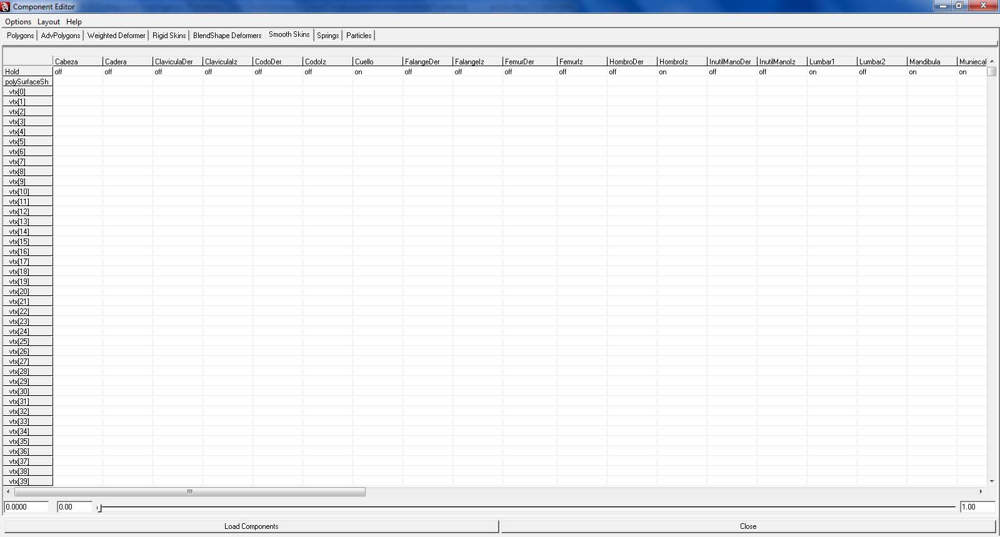 Component Editor
Options Layout Help
Polygons AdvPolygons Weighted Deformer Rigid Skins BlendShape Deformers Smooth Skins Springs Particles
Cabeza Cadera ClaviculaDer ClaviculaIz CodoDer CodoIz Cuello FalangeDer FalangeIz FemurDer FemurIz HombroDer HombroIz InutilManoDer InutilManoIz Lumbar1 Lumbar2 Mandibula Muniecal
Hold off off off off off off on off off off off off on off off on off on on
polySurfaceSh
vtx[0]
vtx[1]
vtx[2]
vtx[3]
vtx[4]
vtx[5]
vtx[6]
vtx[7]
vtx[8]
vtx[9]
vtx[10]
vtx[11]
vtx[12]
vtx[13]
vtx[14]
vtx[15]
vtx[16]
vtx[17]
vtx[18]
vtx[19]
vtx[20]
vtx[21]
vtx[22]
vtx[23]
vtx[24]
vtx[25]
vtx[26]
vtx[27]
vtx[28]
vtx[29]
vtx[30]
vtx[31]
vtx[32]
vtx[33]
vtx[34]
vtx[35]
vtx[36]
vtx[37]
vtx[38]
vtx[39]
0.0000 0.00 1.00
Load Components Close